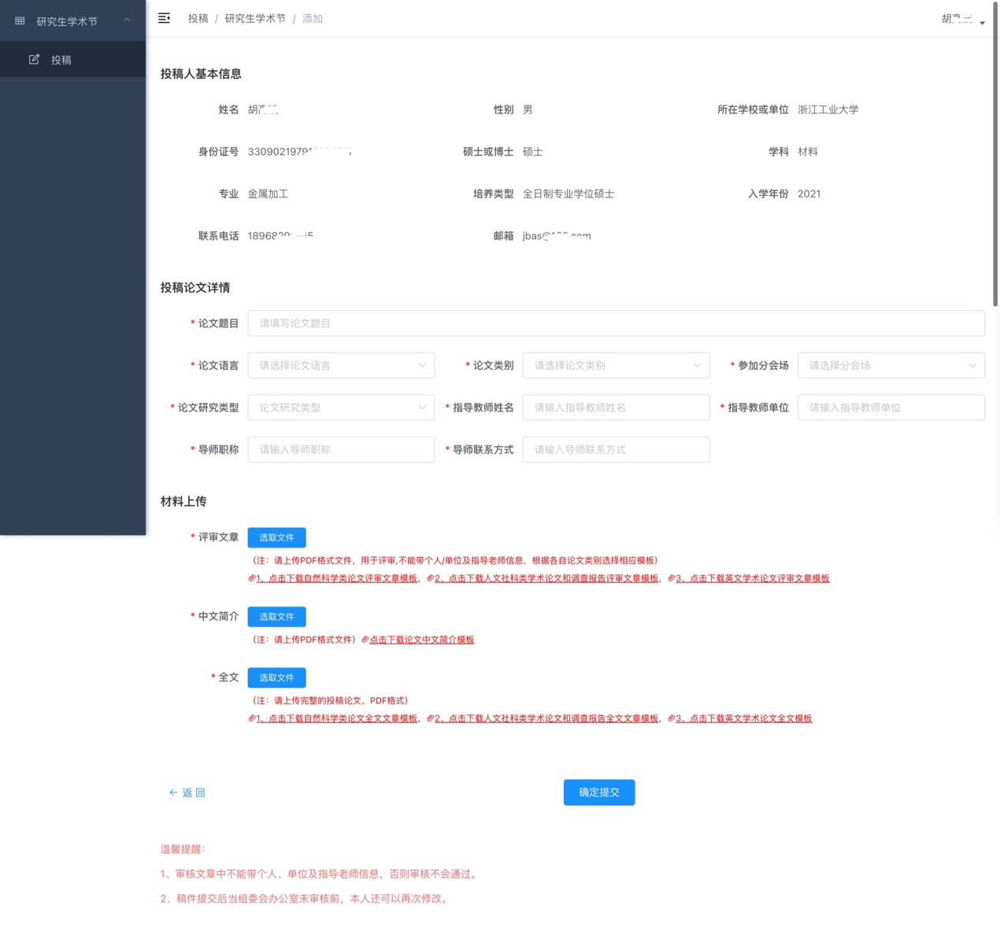 研究生学术节
投稿
投稿 / 研究生学术节 / 添加
胡
投稿人基本信息
姓名 胡
性别 男
所在学校或单位 浙江工业大学
身份证号
硕士或博士 硕士
学科 材料
专业 金属加工
培养类型 全日制专业学位硕士
入学年份 2021
联系电话
邮箱
投稿论文详情
* 论文题目 请填写论文题目
* 论文语言 请选择论文语言
* 论文类别 请选择论文类别
* 参加分会场 请选择分会场
* 论文研究类型 论文研究类型
* 指导教师姓名 请输入指导教师姓名
* 指导教师单位 请输入指导教师单位
* 导师职称 请输入导师职称
* 导师联系方式 请输入导师联系方式
材料上传
* 评审文章 选取文件
（注：请上传PDF格式文件，用于评审,不能带个人/单位及指导老师信息，根据各自论文类别选择相应模板）
1、点击下载自然科学类论文评审文章模板， 2、点击下载人文社科类学术论文和调查报告评审文章模板， 3、点击下载英文学术论文评审文章模板
* 中文简介 选取文件
（注：请上传PDF格式文件） 点击下载论文中文简介模板
* 全文 选取文件
（注：请上传完整的投稿论文，PDF格式）
1、点击下载自然科学类论文全文文章模板， 2、点击下载人文社科类学术论文和调查报告全文文章模板， 3、点击下载英文学术论文全文模板
← 返 回
确定提交
温馨提醒：
1、审核文章中不能带个人、单位及指导老师信息，否则审核不会通过。
2、稿件提交后当组委会办公室未审核前，本人还可以再次修改。